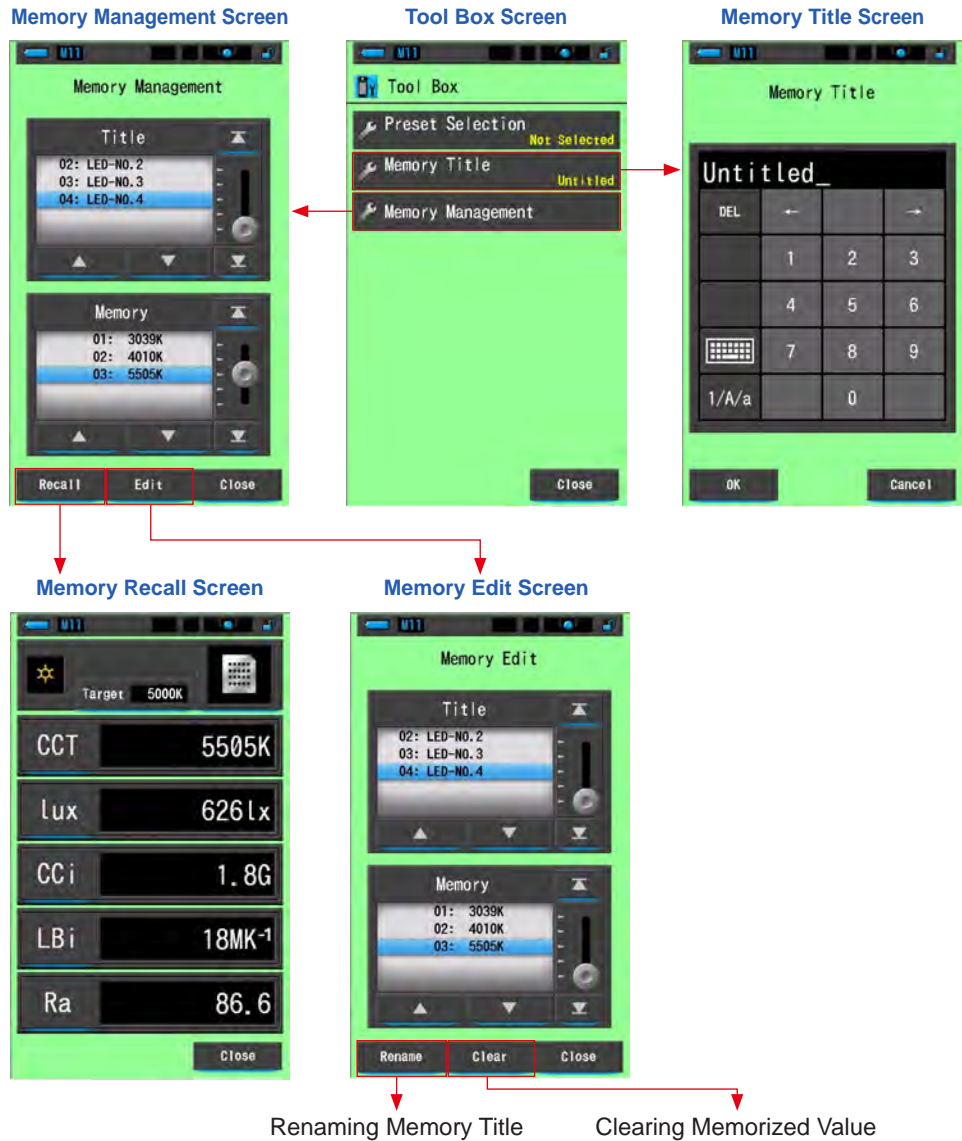 Memory Management Screen
M11
Memory Management
Title
02: LED-NO.2
03: LED-NO.3
04: LED-NO.4
Memory
01: 3039K
02: 4010K
03: 5505K
Recall Edit Close
Tool Box Screen
M11
Tool Box
Preset Selection
Not Selected
Memory Title
Untitled
Memory Management
Close
Memory Title Screen
M11
Memory Title
Untitled_
DEL ← →
1 2 3
4 5 6
7 8 9
1/A/a 0
OK Cancel
Memory Recall Screen
M11
Target 5000K
CCT 5505K
lux 626lx
CCi 1.8G
LBi 18MK⁻¹
Ra 86.6
Close
Memory Edit Screen
M11
Memory Edit
Title
02: LED-NO.2
03: LED-NO.3
04: LED-NO.4
Memory
01: 3039K
02: 4010K
03: 5505K
Rename Clear Close
Renaming Memory Title
Clearing Memorized Value